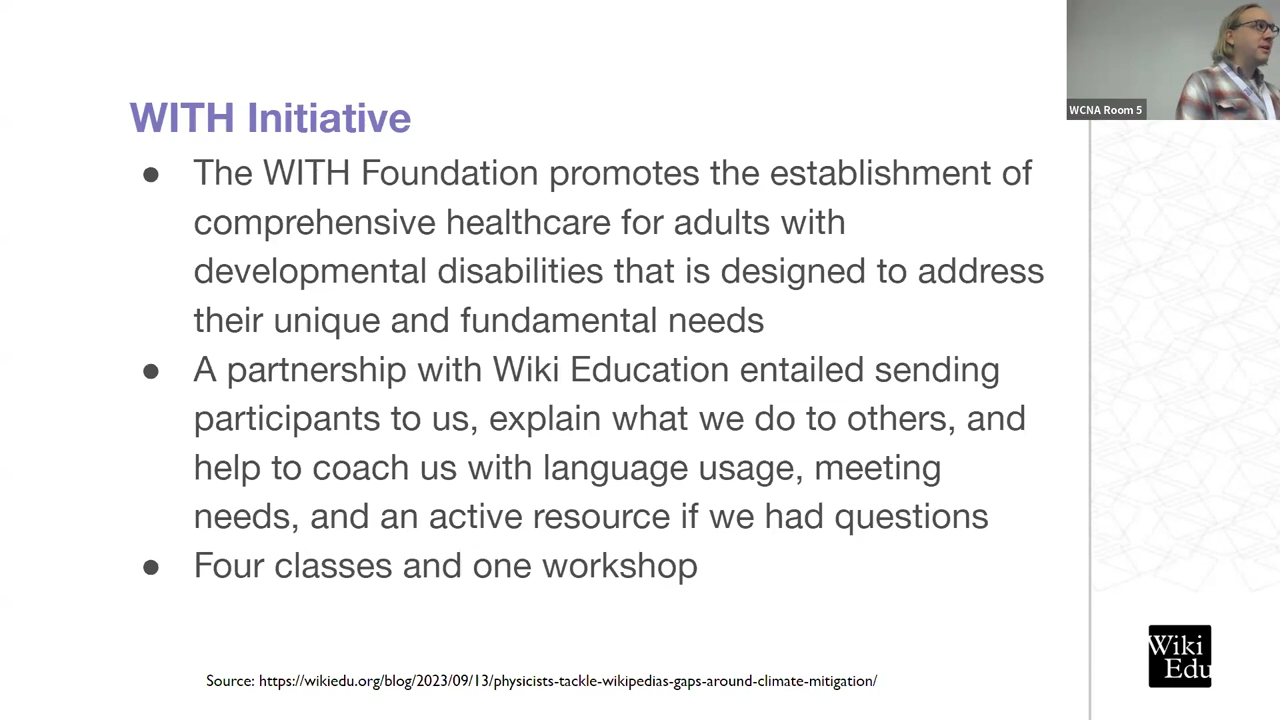 WCNA Room 5
WITH Initiative
● The WITH Foundation promotes the establishment of
comprehensive healthcare for adults with
developmental disabilities that is designed to address
their unique and fundamental needs
● A partnership with Wiki Education entailed sending
participants to us, explain what we do to others, and
help to coach us with language usage, meeting
needs, and an active resource if we had questions
● Four classes and one workshop
Source: https://wikiedu.org/blog/2023/09/13/physicists-tackle-wikipedias-gaps-around-climate-mitigation/
Wiki
Edu